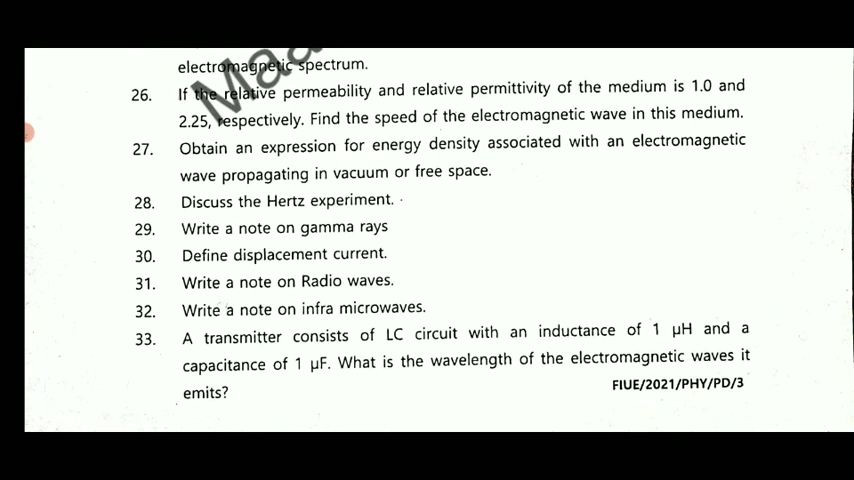 electromagnetic spectrum.
26. If the relative permeability and relative permittivity of the medium is 1.0 and
2.25, respectively. Find the speed of the electromagnetic wave in this medium.
27. Obtain an expression for energy density associated with an electromagnetic
wave propagating in vacuum or free space.
28. Discuss the Hertz experiment.
29. Write a note on gamma rays
30. Define displacement current.
31. Write a note on Radio waves.
32. Write a note on infra microwaves.
33. A transmitter consists of LC circuit with an inductance of 1 μH and a
capacitance of 1 μF. What is the wavelength of the electromagnetic waves it
emits?
FIUE/2021/PHY/PD/3